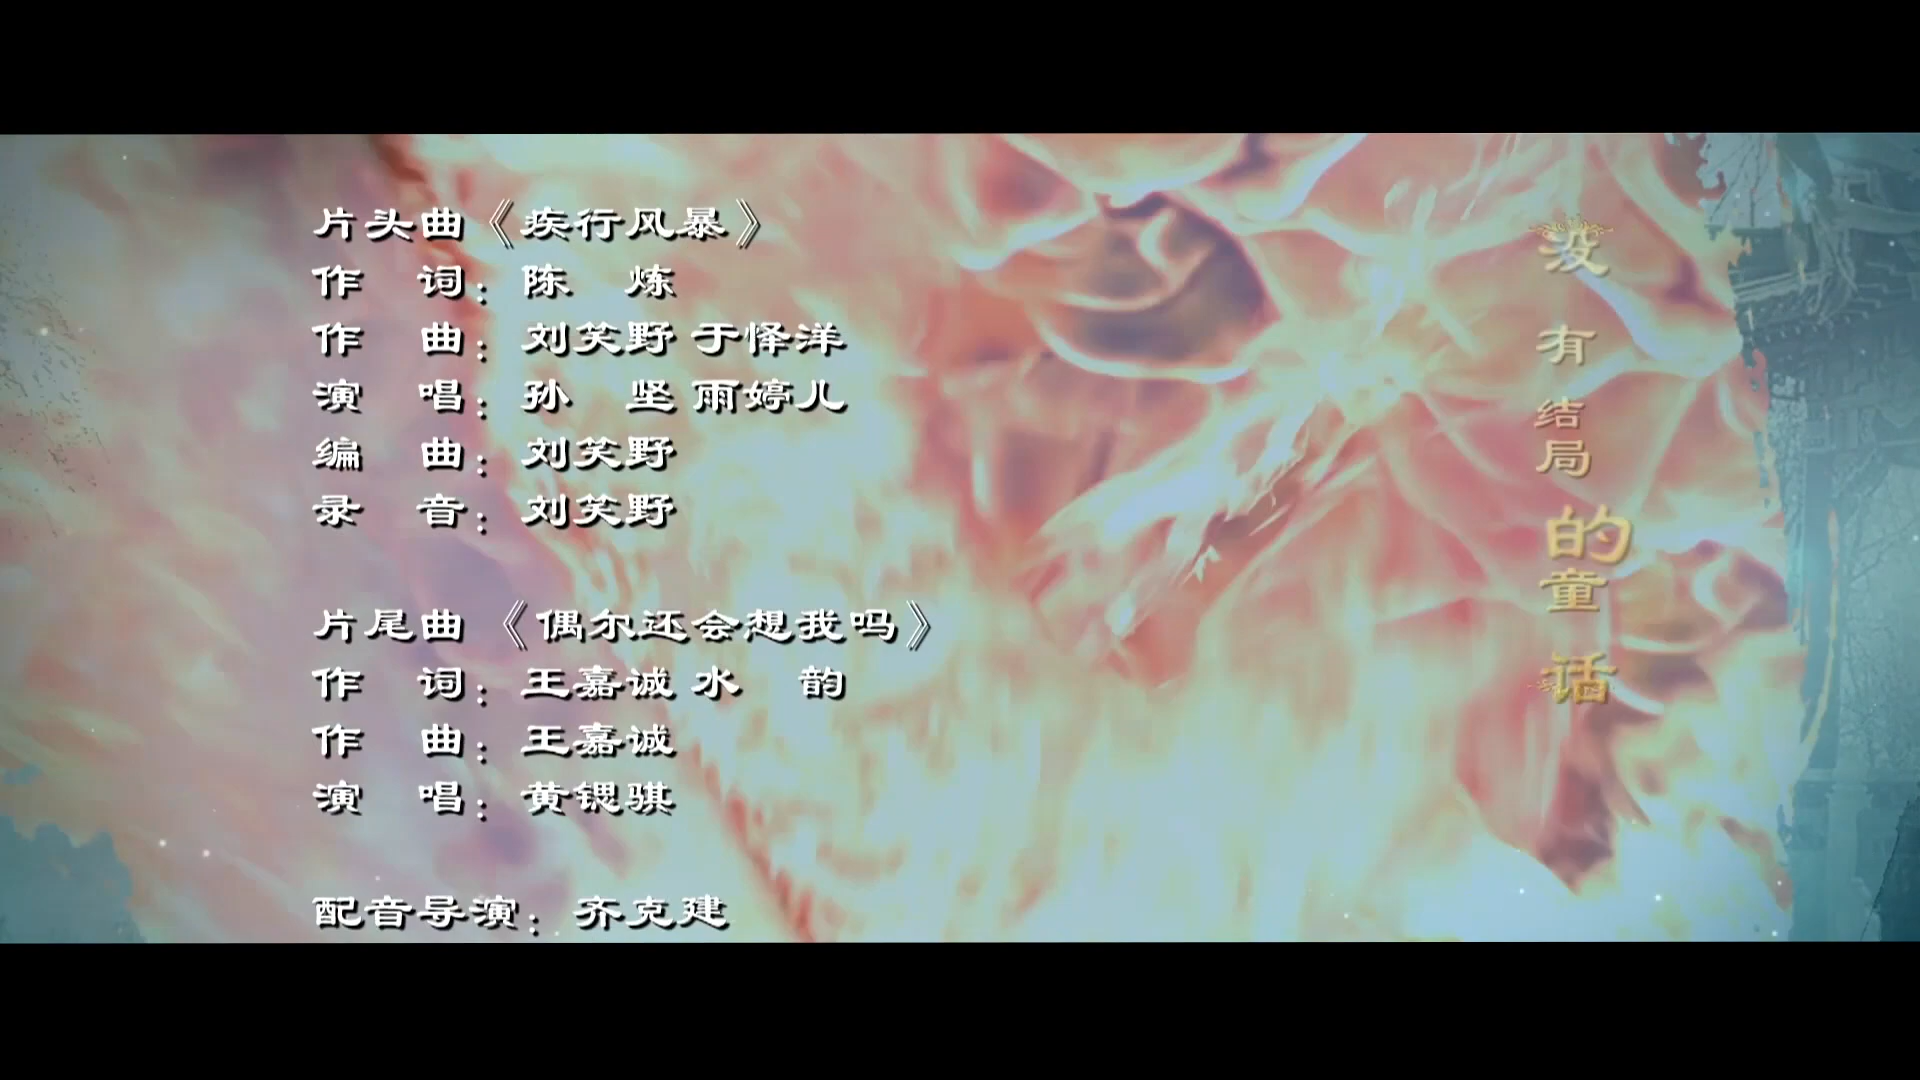 片头曲《疾行风暴》
作 词：陈 炼
作 曲：刘笑野 于怿洋
演 唱：孙 坚 雨婷儿
编 曲：刘笑野
录 音：刘笑野
片尾曲 《偶尔还会想我吗》
作 词：王嘉诚 水 韵
作 曲：王嘉诚
演 唱：黄锶骐
配音导演：齐克建
没有结局的童话